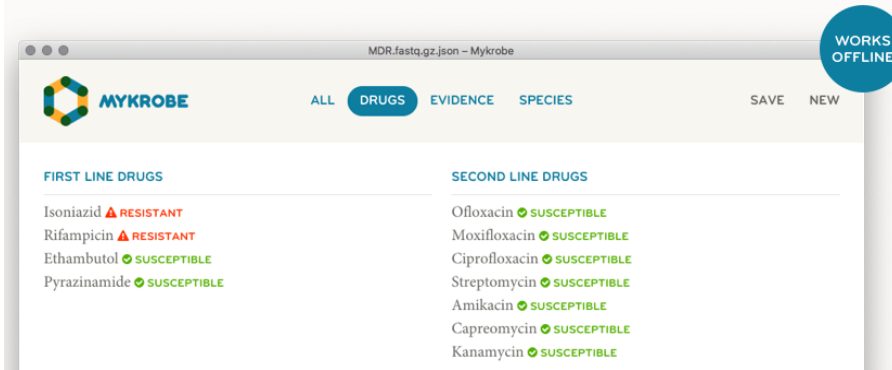 WORKS
OFFLINE
MDR.fastq.gz.json – Mykrobe
MYKROBE
ALL DRUGS EVIDENCE SPECIES SAVE NEW
FIRST LINE DRUGS
Isoniazid RESISTANT
Rifampicin RESISTANT
Ethambutol SUSCEPTIBLE
Pyrazinamide SUSCEPTIBLE
SECOND LINE DRUGS
Ofloxacin SUSCEPTIBLE
Moxifloxacin SUSCEPTIBLE
Ciprofloxacin SUSCEPTIBLE
Streptomycin SUSCEPTIBLE
Amikacin SUSCEPTIBLE
Capreomycin SUSCEPTIBLE
Kanamycin SUSCEPTIBLE